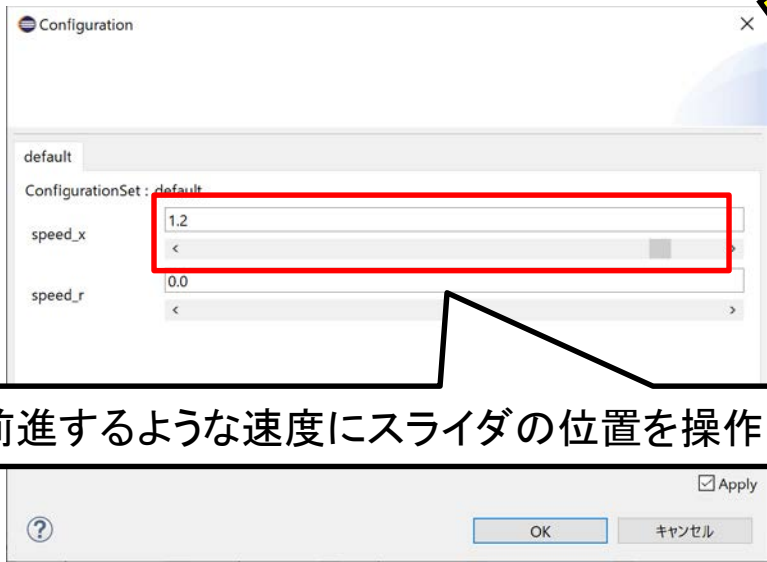 Configuration
default
ConfigurationSet : default
speed_x
1.2
speed_r
0.0
前進するような速度にスライダの位置を操作
Apply
OK
キャンセル